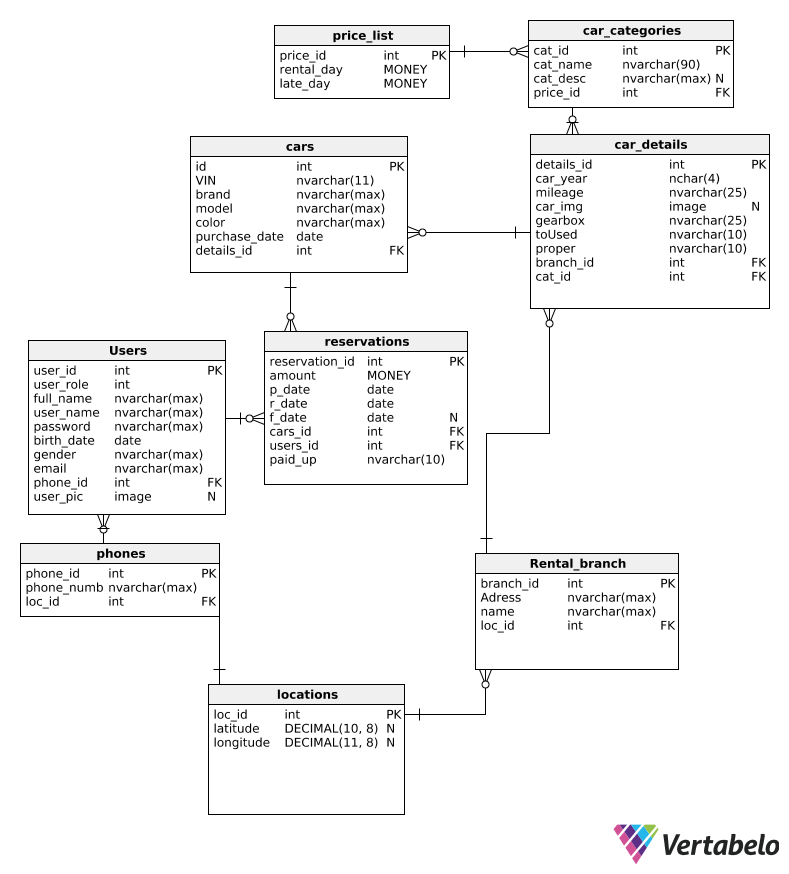 price_list
price_id int PK
rental_day MONEY
late_day MONEY
car_categories
cat_id int PK
cat_name nvarchar(90)
cat_desc nvarchar(max) N
price_id int FK
cars
id int PK
VIN nvarchar(11)
brand nvarchar(max)
model nvarchar(max)
color nvarchar(max)
purchase_date date
details_id int FK
car_details
details_id int PK
car_year nchar(4)
mileage nvarchar(25)
car_img image N
gearbox nvarchar(25)
toUsed nvarchar(10)
proper nvarchar(10)
branch_id int FK
cat_id int FK
Users
user_id int PK
user_role int
full_name nvarchar(max)
user_name nvarchar(max)
password nvarchar(max)
birth_date date
gender nvarchar(max)
email nvarchar(max)
phone_id int FK
user_pic image N
reservations
reservation_id int PK
amount MONEY
p_date date
r_date date
f_date date N
cars_id int FK
users_id int FK
paid_up nvarchar(10)
phones
phone_id int PK
phone_numb nvarchar(max)
loc_id int FK
Rental_branch
branch_id int PK
Adress nvarchar(max)
name nvarchar(max)
loc_id int FK
locations
loc_id int PK
latitude DECIMAL(10, 8) N
longitude DECIMAL(11, 8) N
Vertabelo